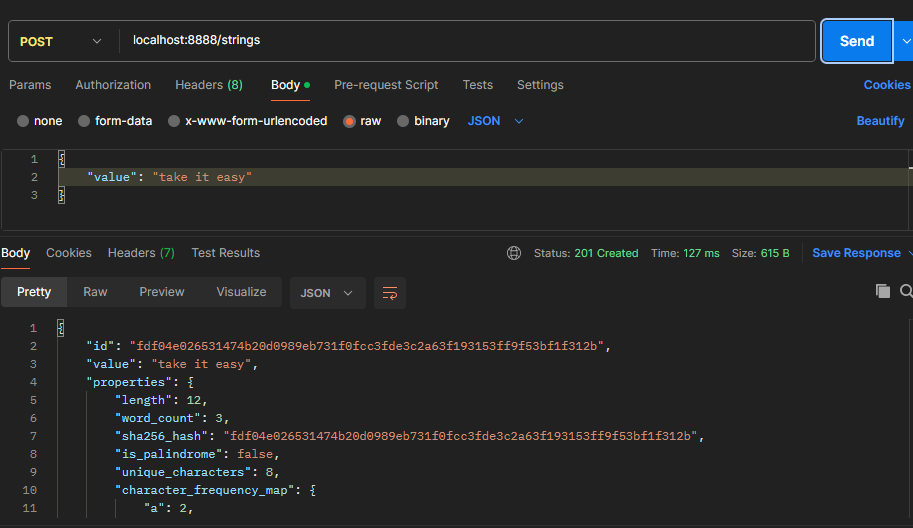 POST localhost:8888/strings Send
Params Authorization Headers (8) Body Pre-request Script Tests Settings Cookies
none form-data x-www-form-urlencoded raw binary JSON Beautify
1 {
2 "value": "take it easy"
3 }
Body Cookies Headers (7) Test Results Status: 201 Created Time: 127 ms Size: 615 B Save Response
Pretty Raw Preview Visualize JSON
1 {
2 "id": "fdf04e026531474b20d0989eb731f0fcc3fde3c2a63f193153ff9f53bf1f312b",
3 "value": "take it easy",
4 "properties": {
5 "length": 12,
6 "word_count": 3,
7 "sha256_hash": "fdf04e026531474b20d0989eb731f0fcc3fde3c2a63f193153ff9f53bf1f312b",
8 "is_palindrome": false,
9 "unique_characters": 8,
10 "character_frequency_map": {
11 "a": 2,